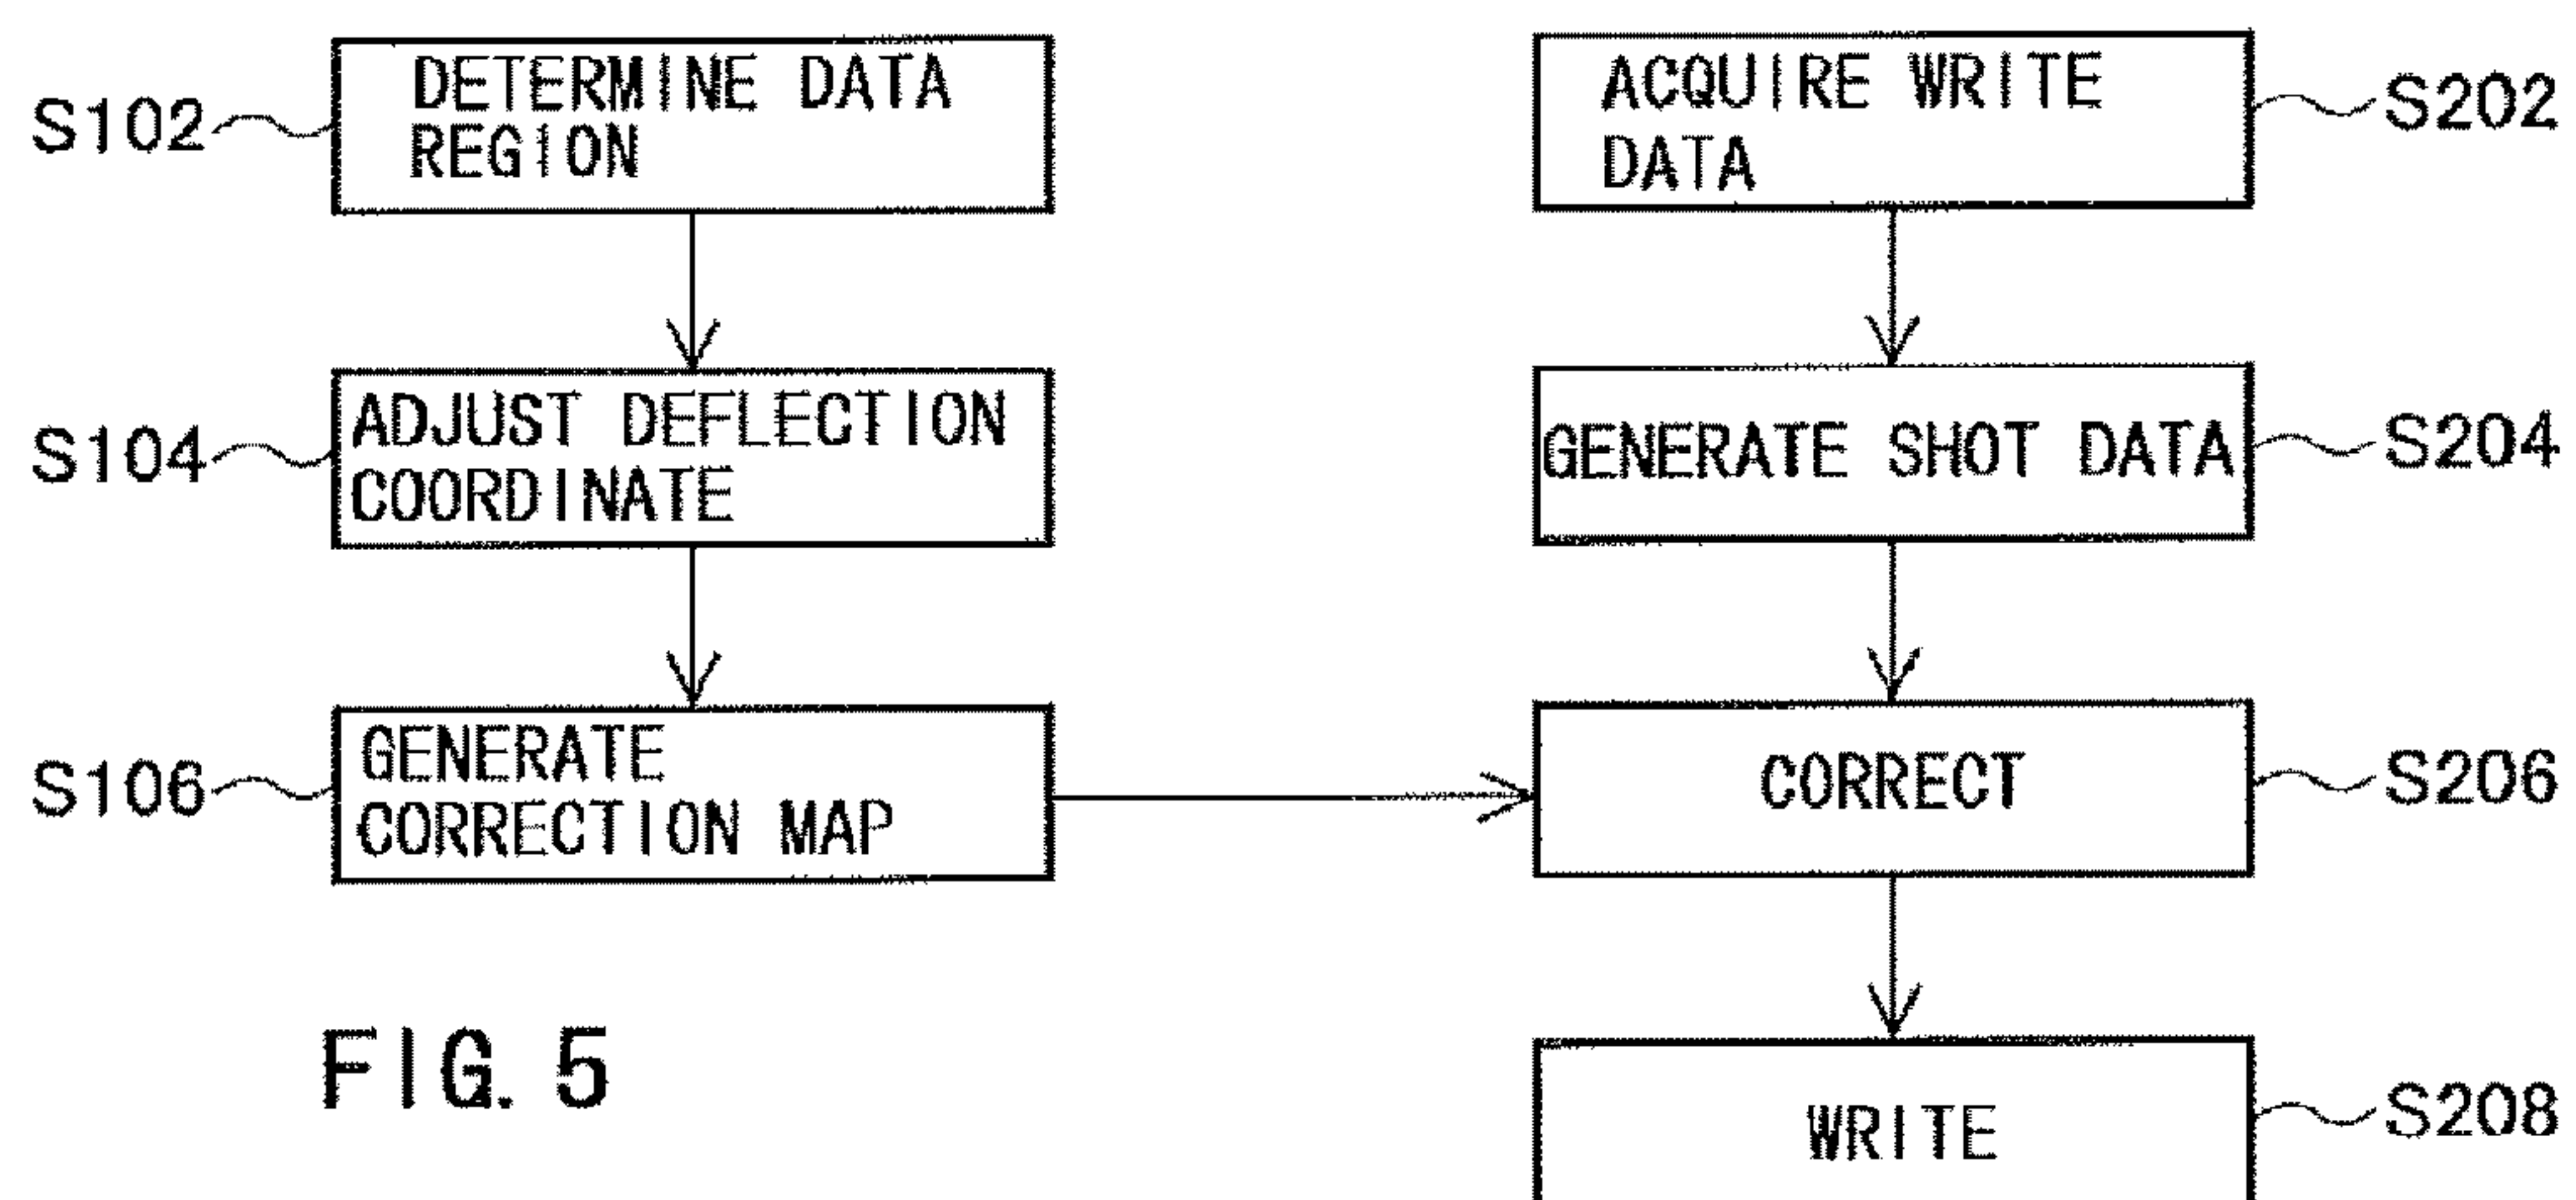 S102
DETERMINE DATA
REGION
S104
ADJUST DEFLECTION
COORDINATE
S106
GENERATE
CORRECTION MAP
ACQUIRE WRITE
DATA
S202
GENERATE SHOT DATA
S204
CORRECT
S206
WRITE
S208
FIG. 5